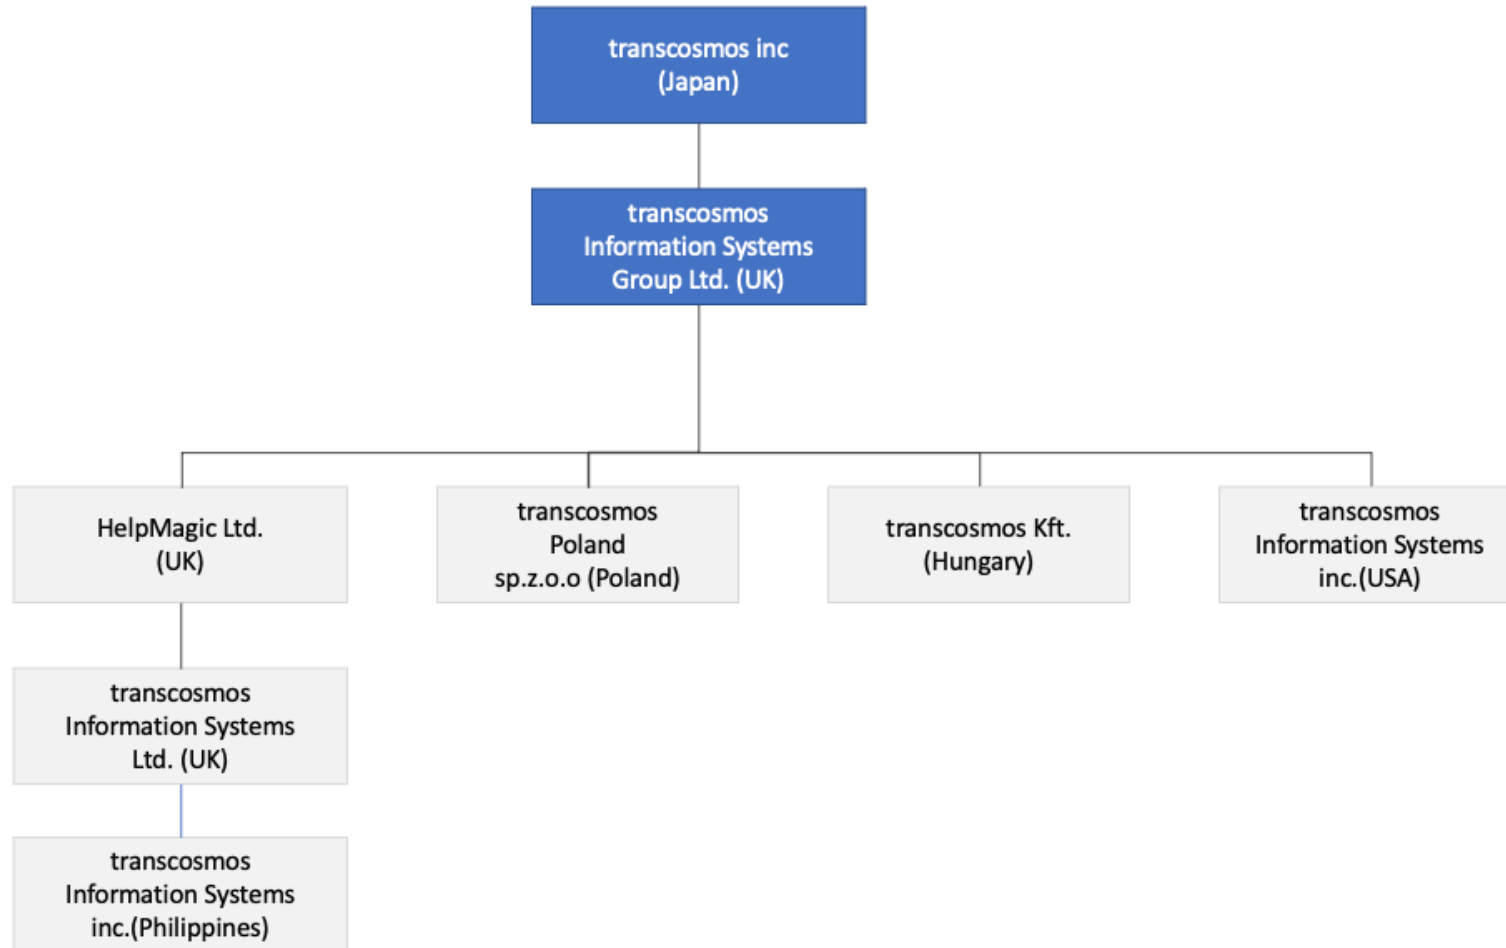 transcosmos inc
(Japan)
transcosmos
Information Systems
Group Ltd. (UK)
HelpMagic Ltd.
(UK)
transcosmos
Poland
sp.z.o.o (Poland)
transcosmos Kft.
(Hungary)
transcosmos
Information Systems
inc.(USA)
transcosmos
Information Systems
Ltd. (UK)
transcosmos
Information Systems
inc.(Philippines)